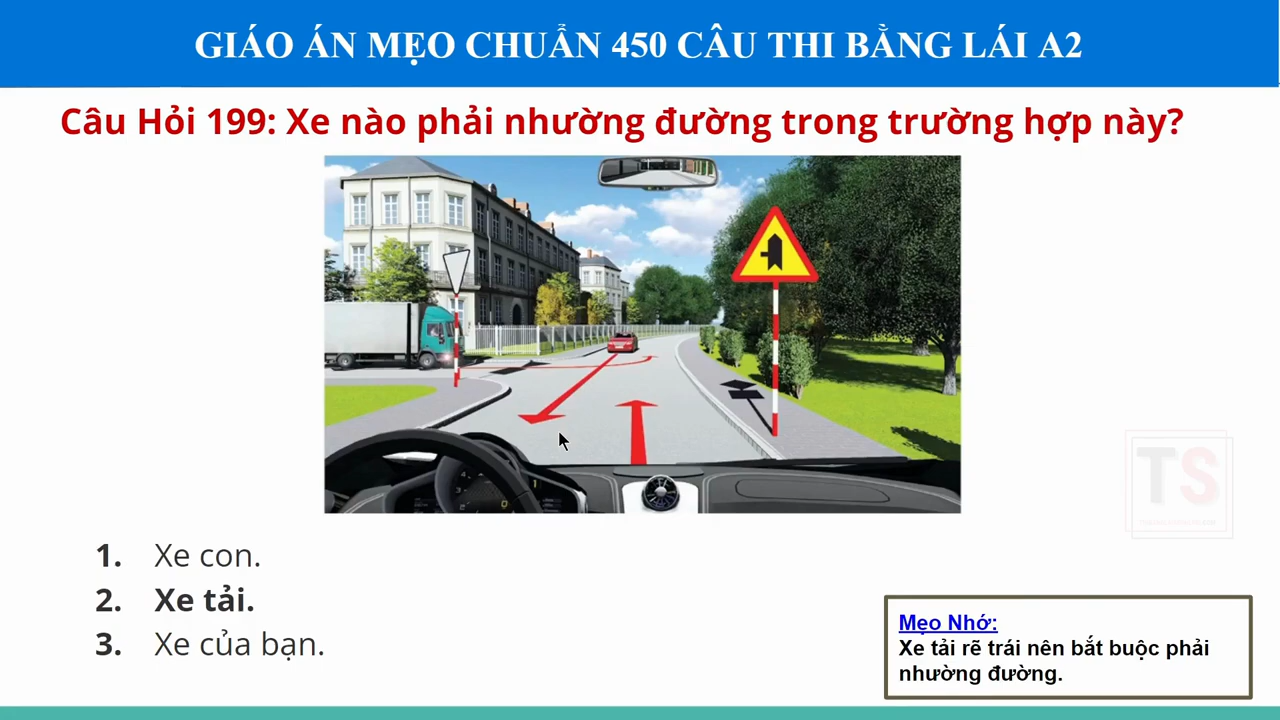 GIÁO ÁN MẸO CHUẨN 450 CÂU THI BẰNG LÁI A2
Câu Hỏi 199: Xe nào phải nhường đường trong trường hợp này?
1. Xe con.
2. Xe tải.
3. Xe của bạn.
TS
Mẹo Nhớ:
Xe tải rẽ trái nên bắt buộc phải
nhường đường.